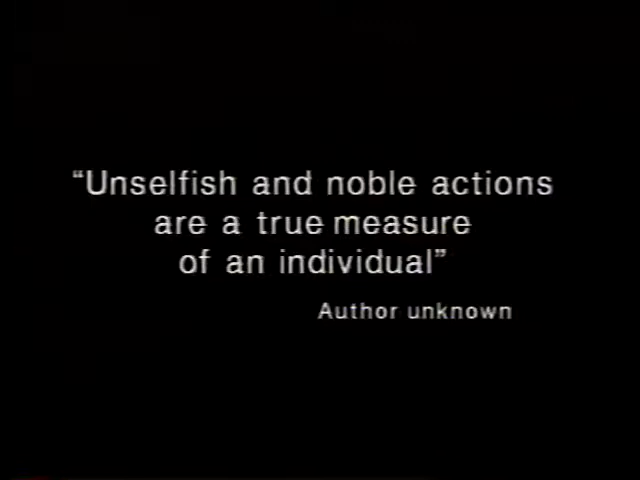 “Unselfish and noble actions
are a true measure
of an individual”
Author unknown